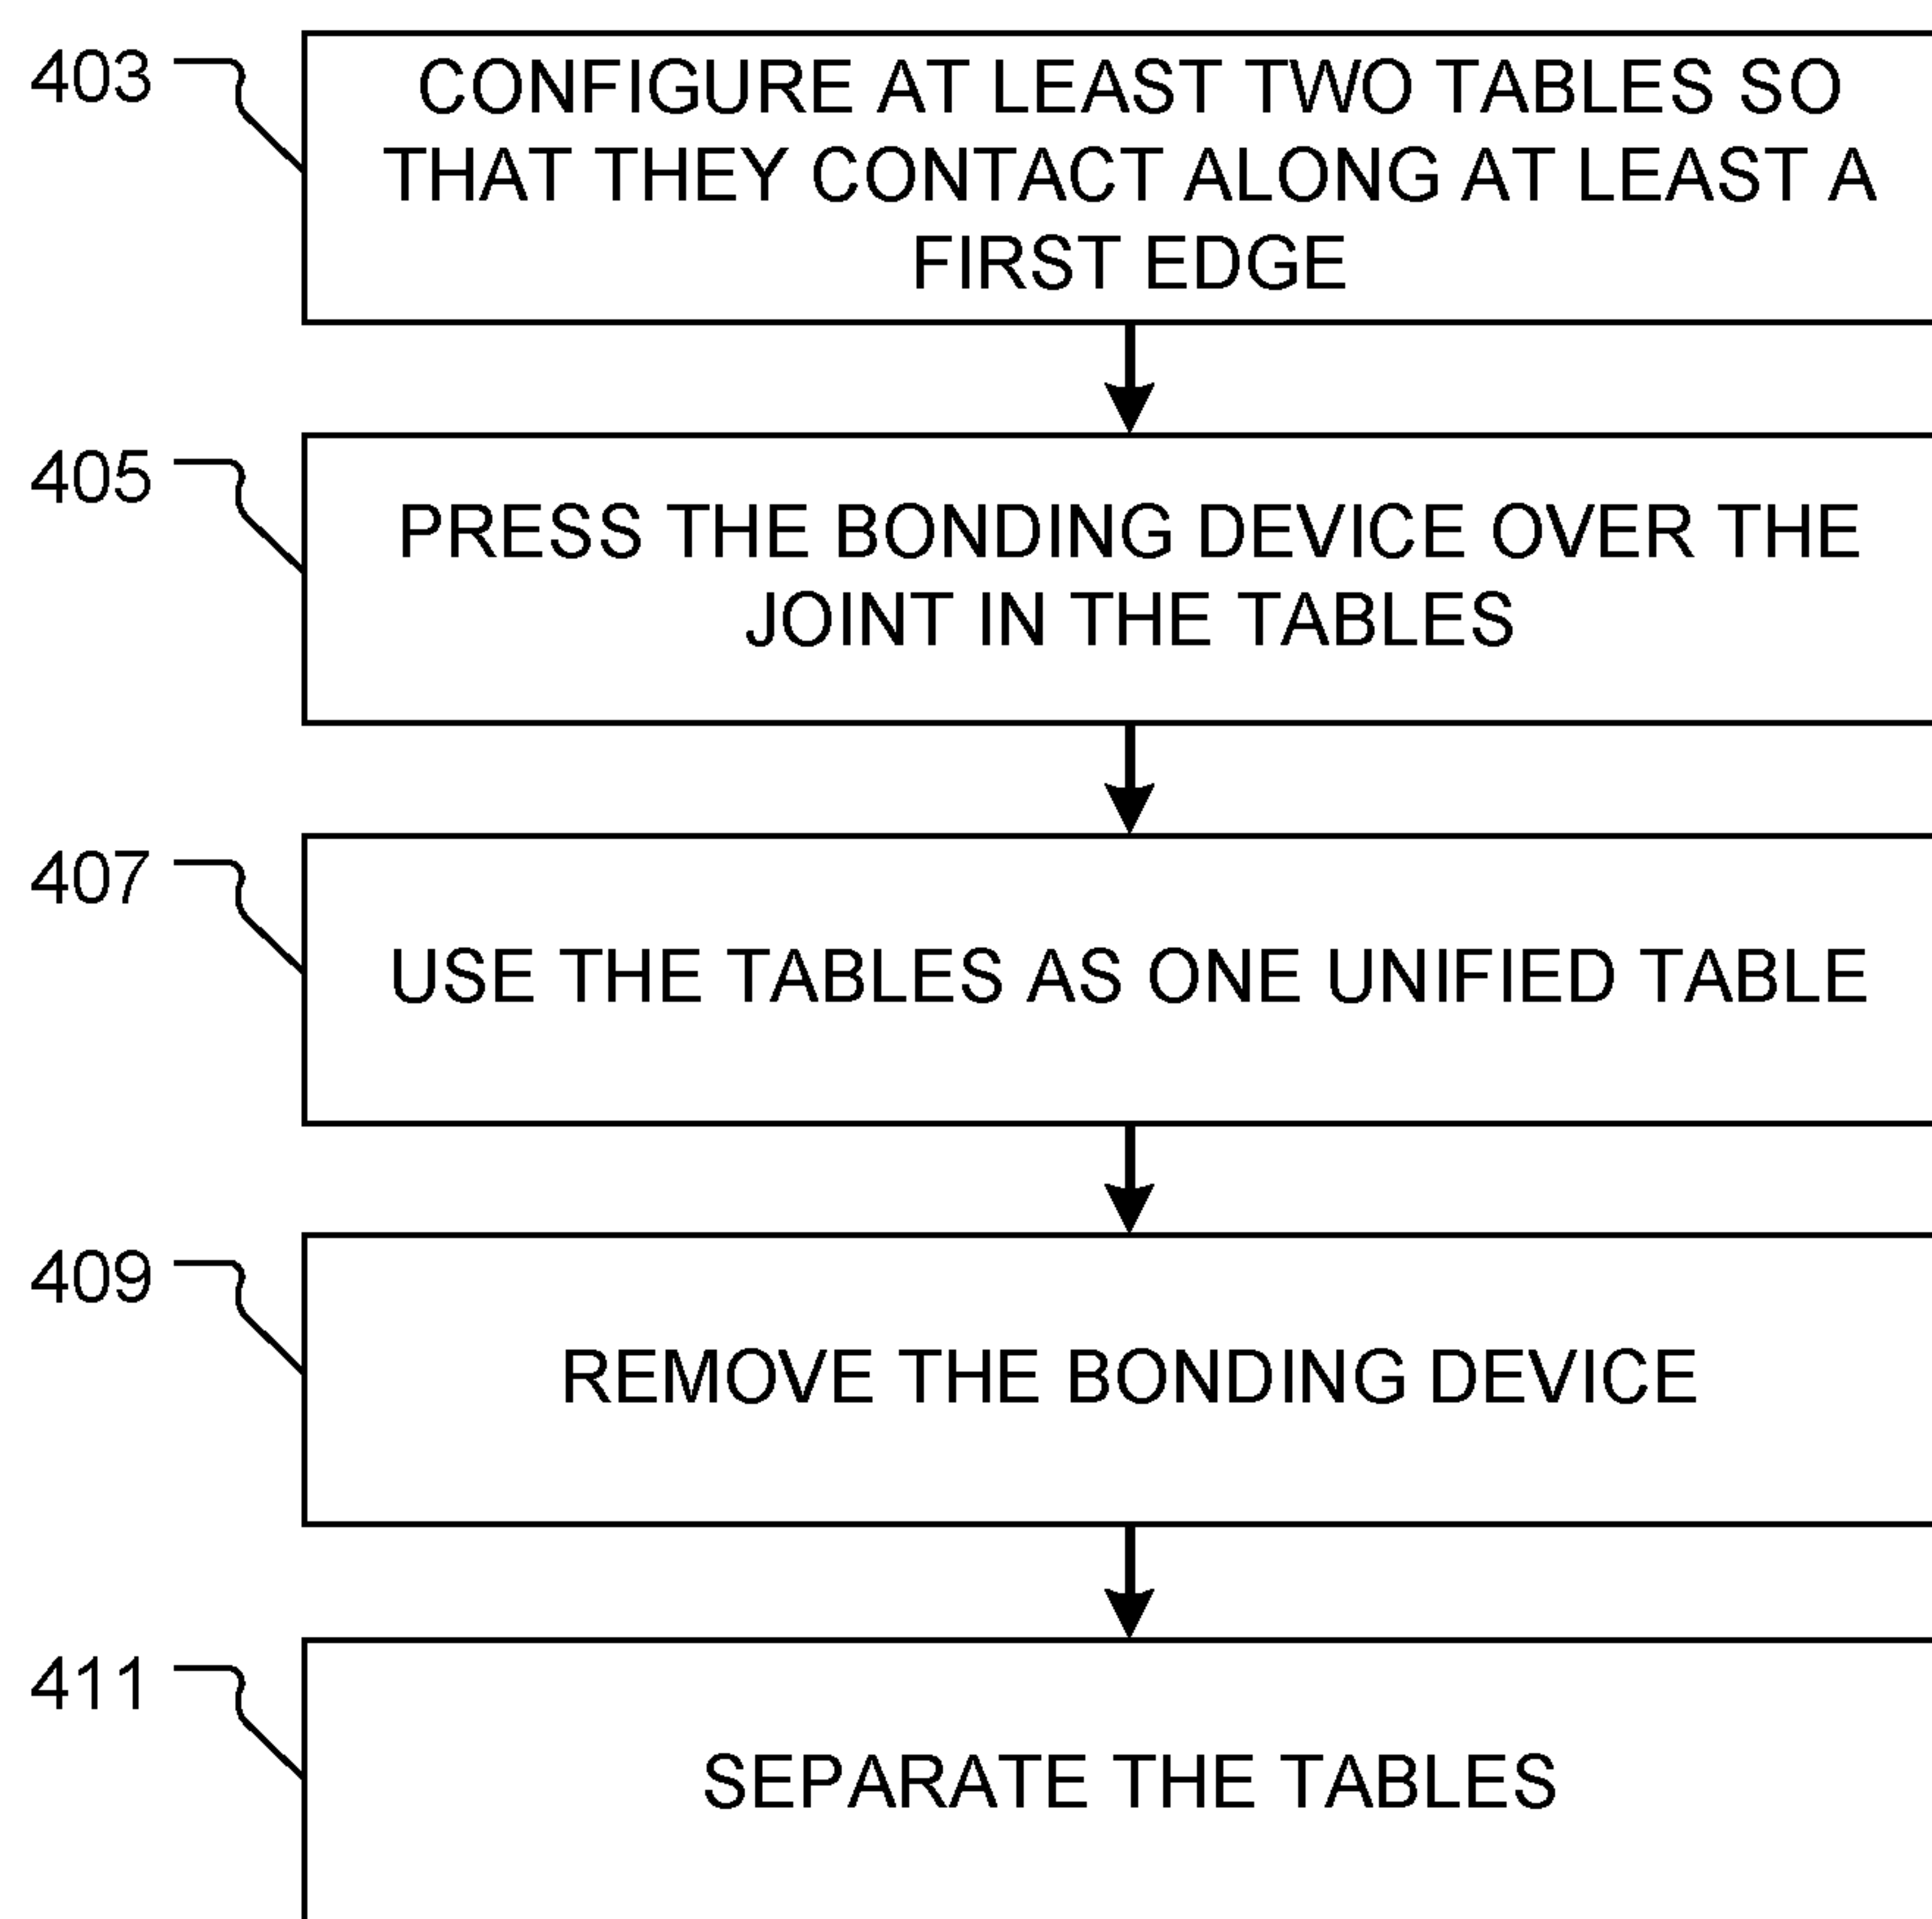 403
CONFIGURE AT LEAST TWO TABLES SO
THAT THEY CONTACT ALONG AT LEAST A
FIRST EDGE
405
PRESS THE BONDING DEVICE OVER THE
JOINT IN THE TABLES
407
USE THE TABLES AS ONE UNIFIED TABLE
409
REMOVE THE BONDING DEVICE
411
SEPARATE THE TABLES